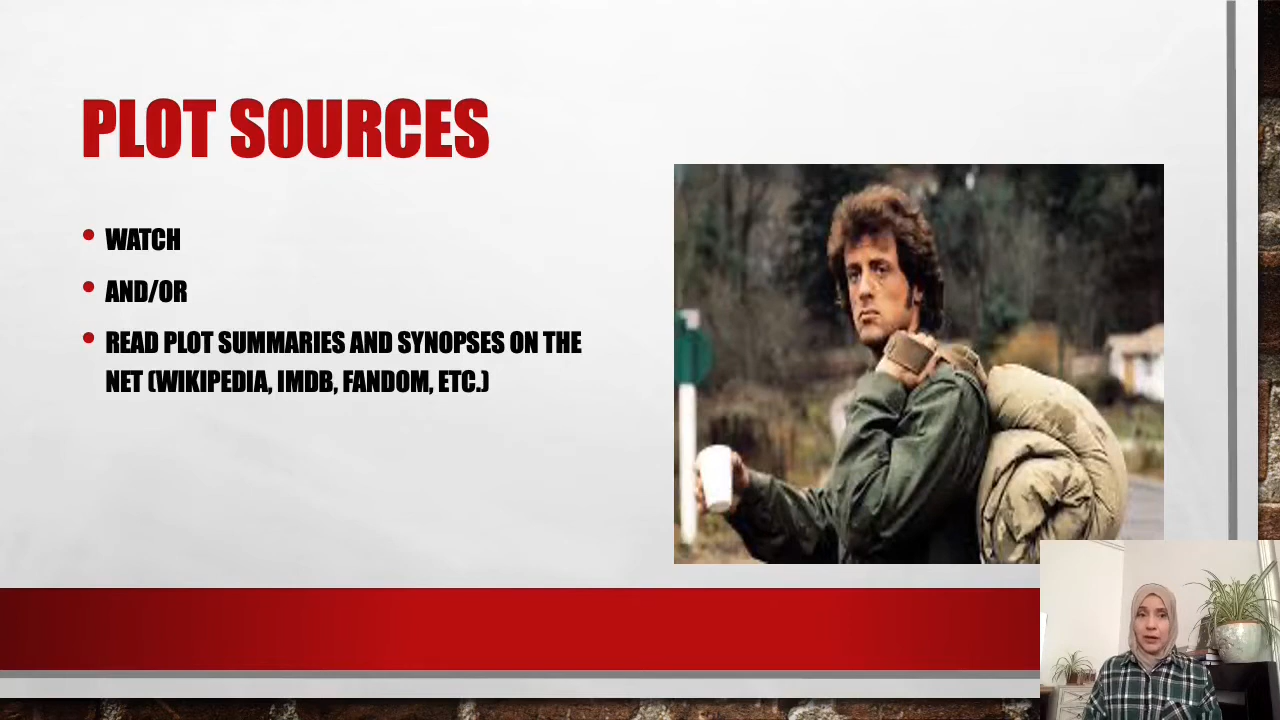 PLOT SOURCES
WATCH
AND/OR
READ PLOT SUMMARIES AND SYNOPSES ON THE
NET (WIKIPEDIA, IMDB, FANDOM, ETC.)